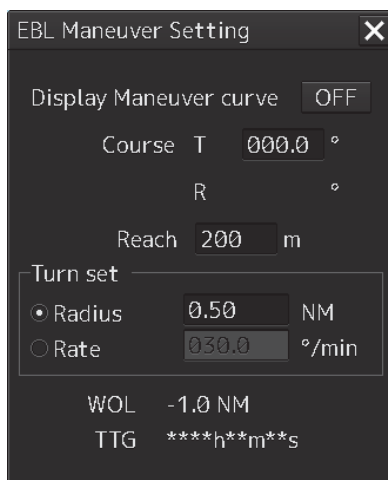 EBL Maneuver Setting
Display Maneuver curve OFF
Course T 000.0 °
R °
Reach 200 m
Turn set
Radius 0.50 NM
Rate 030.0 °/min
WOL -1.0 NM
TTG ****h**m**s